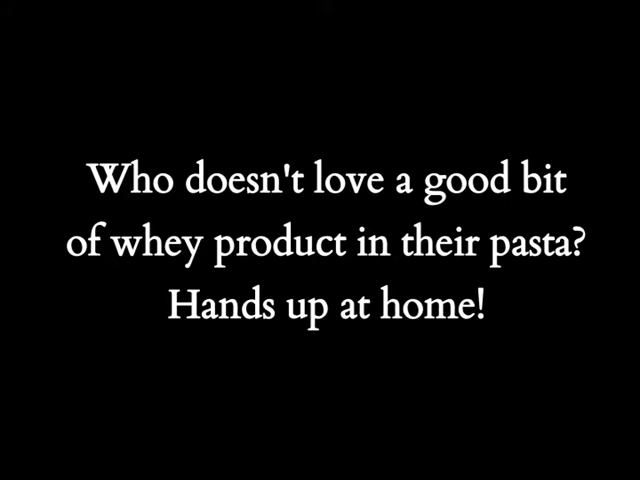 Who doesn't love a good bit
of whey product in their pasta?
Hands up at home!